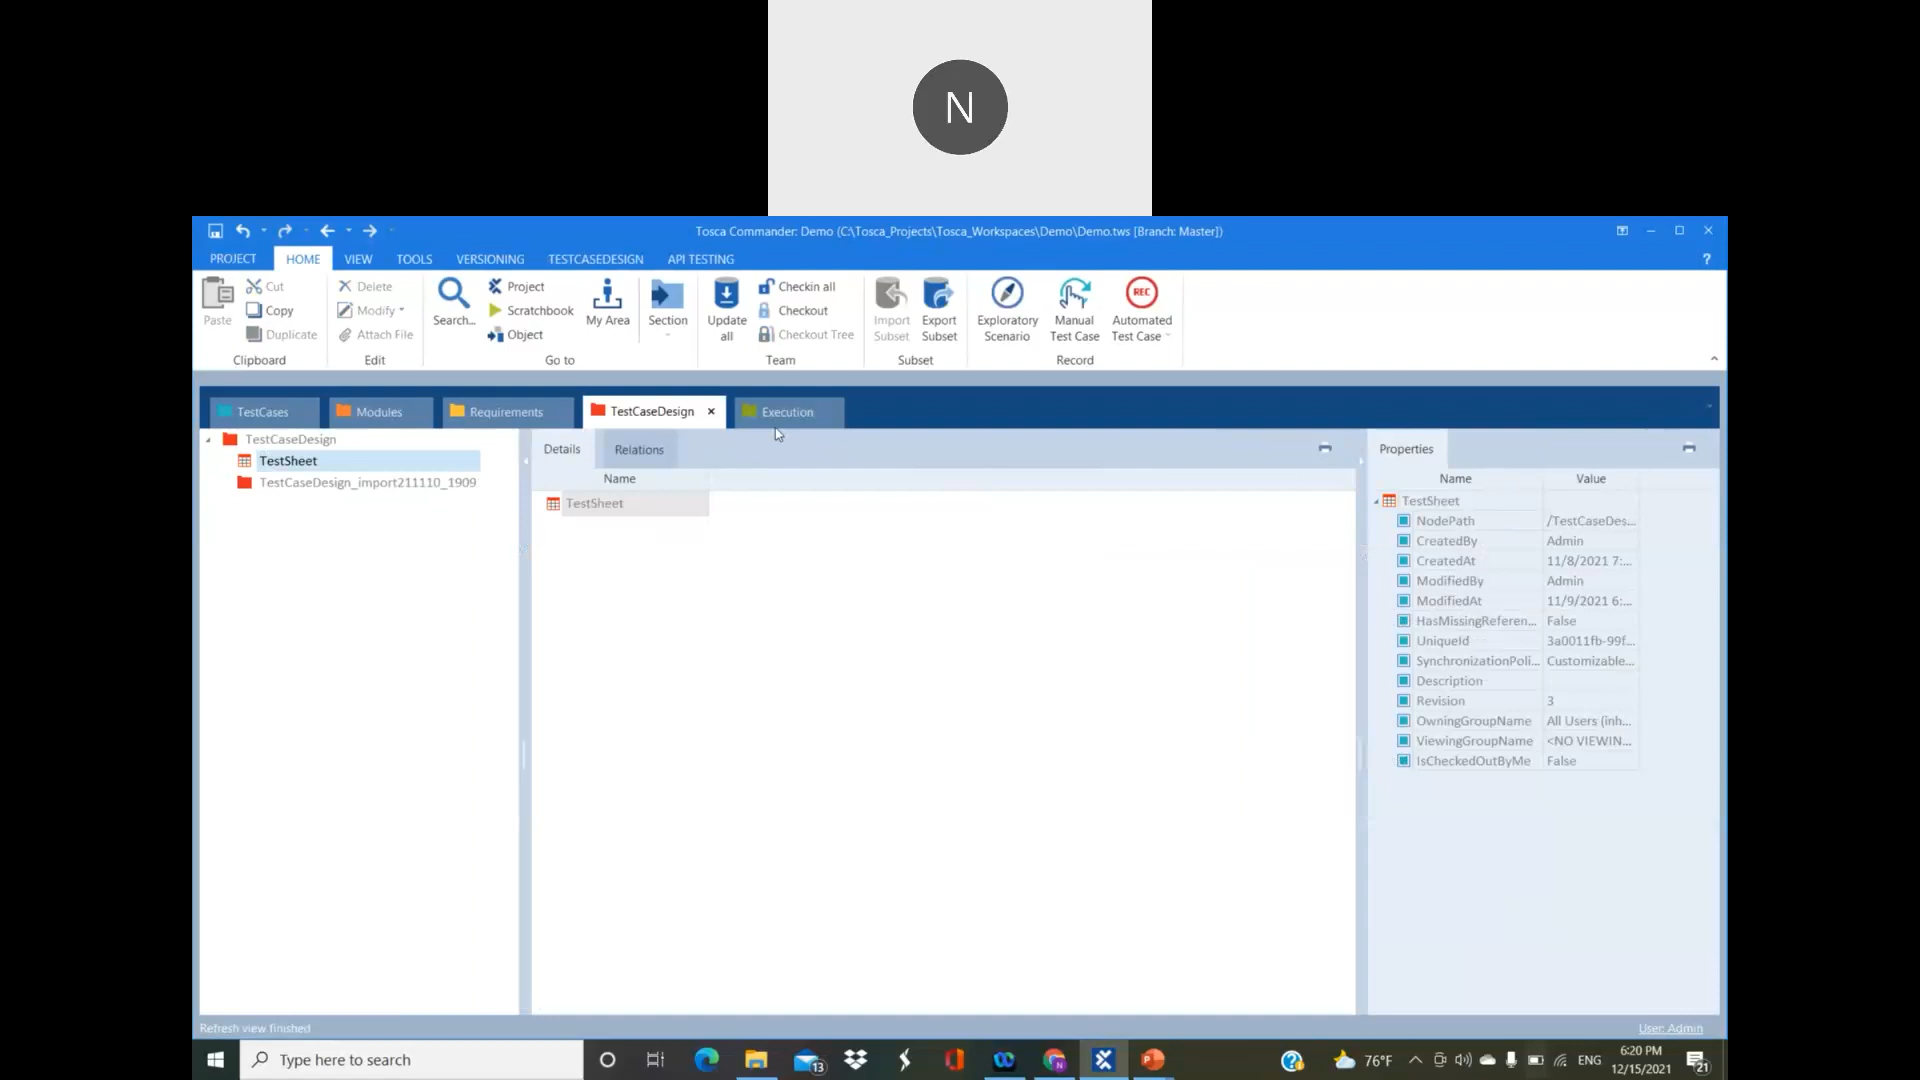 N
Tosca Commander: Demo (C:\Tosca_Projects\Tosca_Workspaces\Demo\Demo.tws [Branch: Master])
PROJECT HOME VIEW TOOLS VERSIONING TESTCASEDESIGN API TESTING ?
Paste Cut Copy Duplicate
Clipboard
Delete Modify Attach File
Edit
Search... Project Scratchbook Object My Area Section
Go to
Update all Checkin all Checkout Checkout Tree
Team
Import Subset Export Subset
Subset
Exploratory Scenario Manual Test Case REC Automated Test Case
Record
TestCases Modules Requirements TestCaseDesign Execution
TestCaseDesign
TestSheet
TestCaseDesign_import211110_1909
Details Relations
Name
TestSheet
Properties
Name Value
TestSheet
NodePath /TestCaseDes...
CreatedBy Admin
CreatedAt 11/8/2021 7:...
ModifiedBy Admin
ModifiedAt 11/9/2021 6:...
HasMissingReferen... False
UniqueId 3a0011fb-99f...
SynchronizationPoli... Customizable...
Description
Revision 3
OwningGroupName All Users (inh...
ViewingGroupName <NO VIEWIN...
IsCheckedOutByMe False
Refresh view finished User: Admin
Type here to search 13 N 76°F ENG 6:20 PM 21
12/15/2021